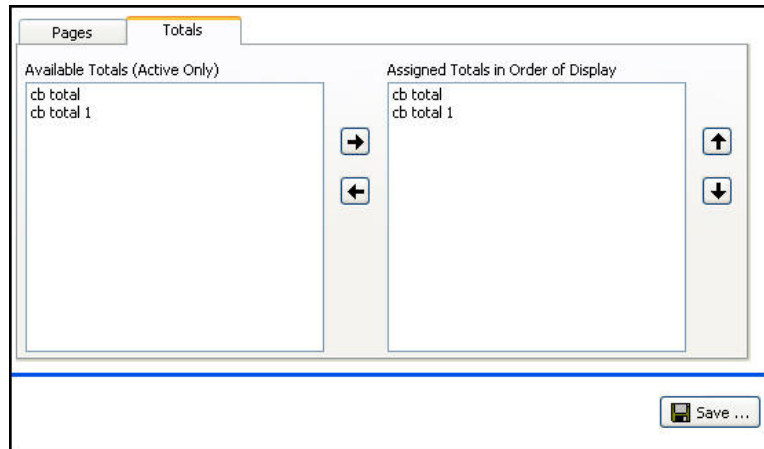 Pages
Totals
Available Totals (Active Only)
cb total
cb total 1
Assigned Totals in Order of Display
cb total
cb total 1
Save ...